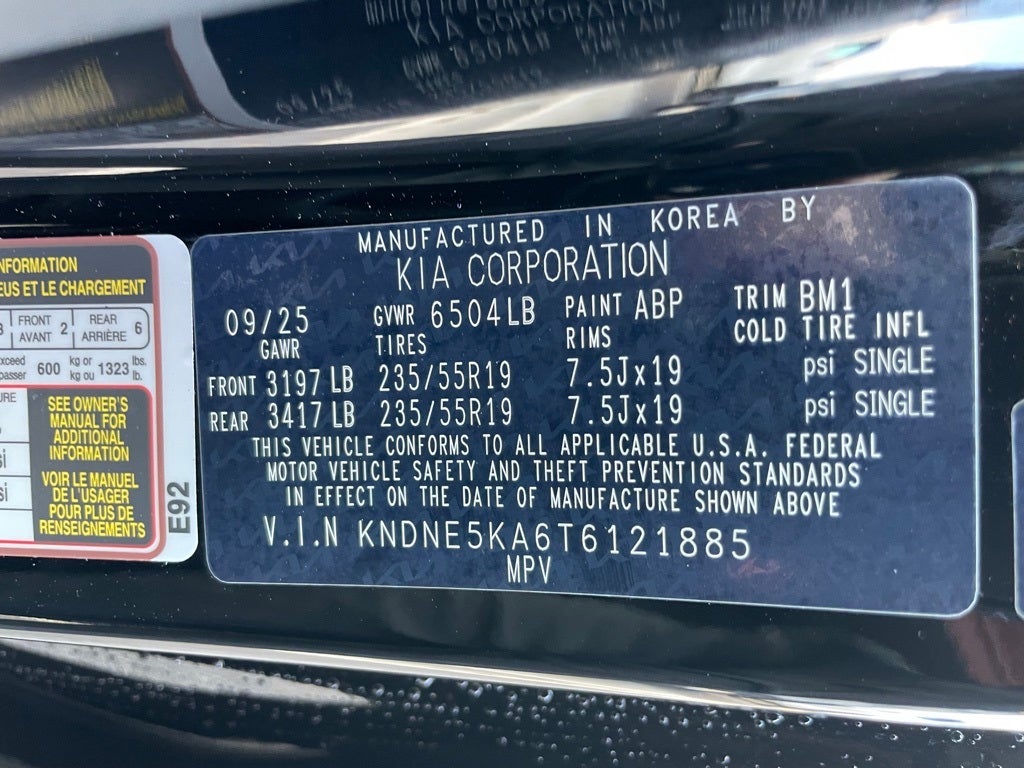 KIA CORPORATION
09/25
MANUFACTURED IN KOREA BY
KIA CORPORATION
09/25 GVWR 6504LB PAINT ABP TRIM BM1
GAWR TIRES RIMS COLD TIRE INFL
FRONT 3197 LB 235/55R19 7.5Jx19 psi SINGLE
REAR 3417 LB 235/55R19 7.5Jx19 psi SINGLE
THIS VEHICLE CONFORMS TO ALL APPLICABLE U.S.A. FEDERAL
MOTOR VEHICLE SAFETY AND THEFT PREVENTION STANDARDS
IN EFFECT ON THE DATE OF MANUFACTURE SHOWN ABOVE
V.I.N KNDNE5KA6T6121885
MPV
ET LE CHARGEMENT
FRONT 2 REAR 6
AVANT ARRIÈRE
600 kg or 1323 lbs.
kg ou lb.
SEE OWNER'S
MANUAL FOR
ADDITIONAL
INFORMATION
VOIR LE MANUEL
DE L'USAGER
POUR PLUS DE
RENSEIGNEMENTS
E92